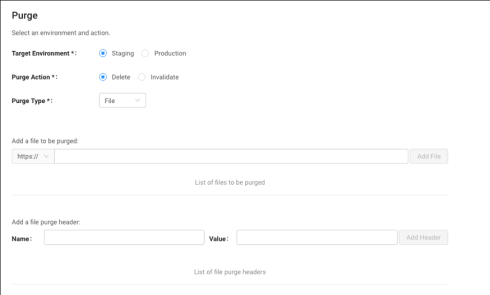 Purge
Select an environment and action.
Target Environment *: Staging Production
Purge Action *: Delete Invalidate
Purge Type *: File
Add a file to be purged:
https:// Add File
List of files to be purged
Add a file purge header:
Name: Value: Add Header
List of file purge headers